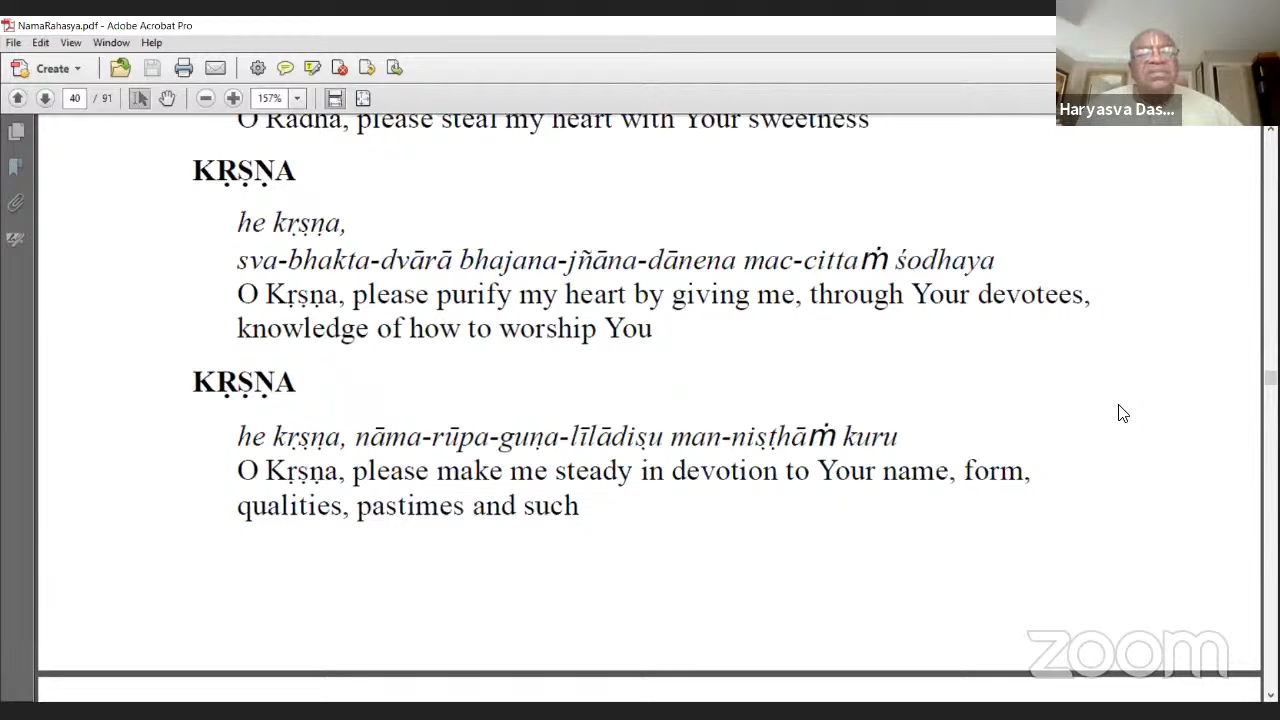 NamaRahasya.pdf - Adobe Acrobat Pro
File Edit View Window Help
Create
40 / 91 157%
Haryasva Das...
O Rādhā, please steal my heart with Your sweetness
KṚṢṆA
he kṛṣṇa,
sva-bhakta-dvārā bhajana-jñāna-dānena mac-cittaṁ śodhaya
O Kṛṣṇa, please purify my heart by giving me, through Your devotees,
knowledge of how to worship You
KṚṢṆA
he kṛṣṇa, nāma-rūpa-guṇa-līlādiṣu man-niṣṭhāṁ kuru
O Kṛṣṇa, please make me steady in devotion to Your name, form,
qualities, pastimes and such
zoom